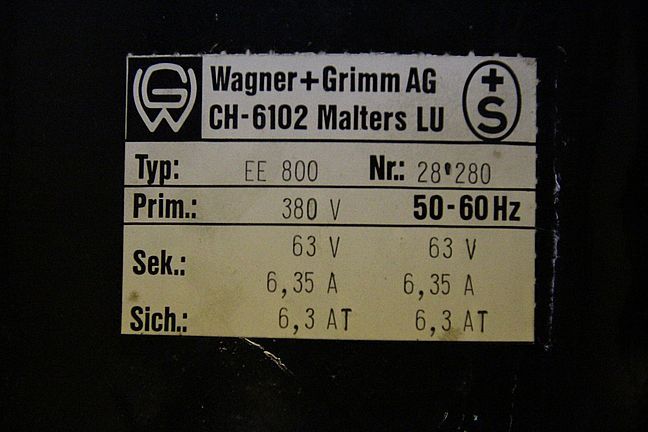 GW
Wagner+Grimm AG
CH-6102 Malters LU
+S
Typ: EE 800 Nr.: 28'280
Prim.: 380 V 50-60 Hz
Sek.: 63 V 63 V
6,35 A 6,35 A
Sich.: 6,3 AT 6,3 AT